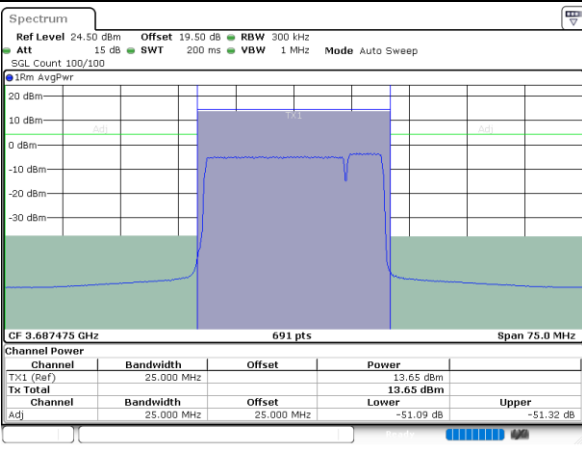 Spectrum
Ref Level 24.50 dBm Offset 19.50 dB RBW 300 kHz
Att 15 dB SWT 200 ms VBW 1 MHz Mode Auto Sweep
SGL Count 100/100
1Rm AvgPwr
20 dBm
TX1
10 dBm
Adj Adj
0 dBm
-10 dBm
-20 dBm
-30 dBm
CF 3.687475 GHz 691 pts Span 75.0 MHz
Channel Power
Channel Bandwidth Offset Power
TX1 (Ref) 25.000 MHz 13.65 dBm
Tx Total 13.65 dBm
Channel Bandwidth Offset Lower Upper
Adj 25.000 MHz 25.000 MHz -51.09 dB -51.32 dB
Ready